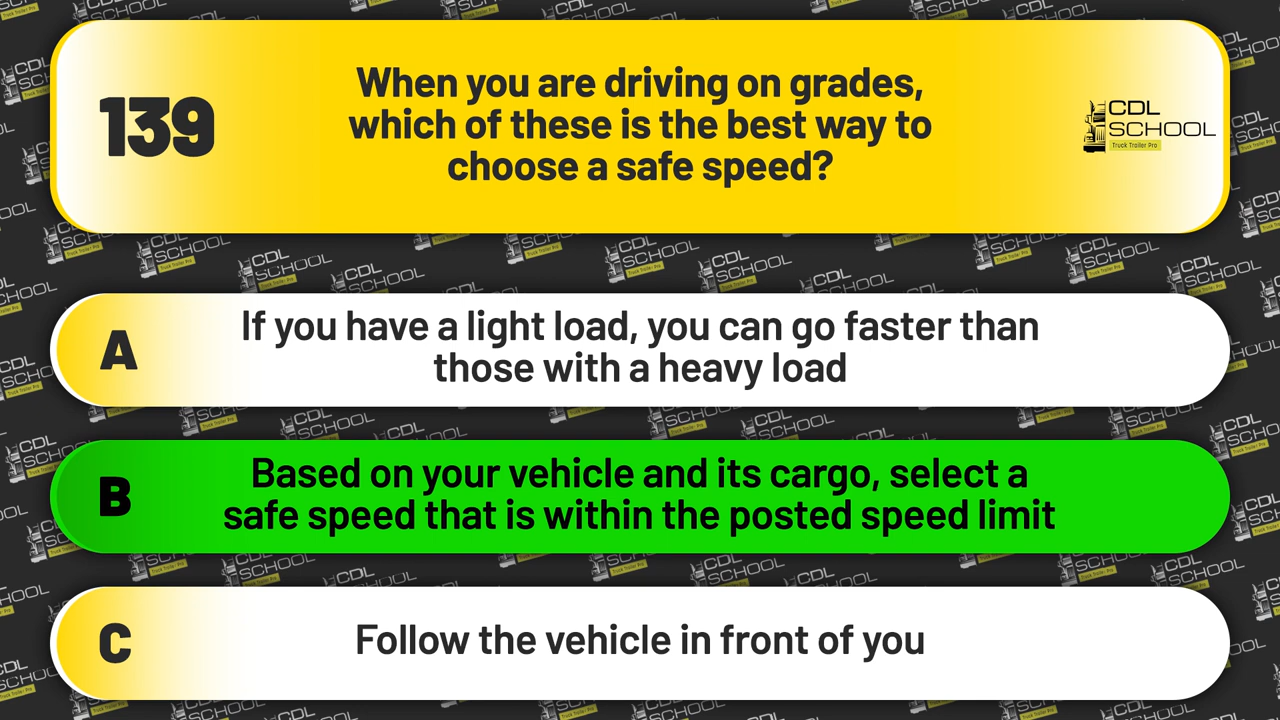 139
When you are driving on grades,
which of these is the best way to
choose a safe speed?
CDL
SCHOOL
Truck Trailer Pro
A
If you have a light load, you can go faster than
those with a heavy load
B
Based on your vehicle and its cargo, select a
safe speed that is within the posted speed limit
C
Follow the vehicle in front of you